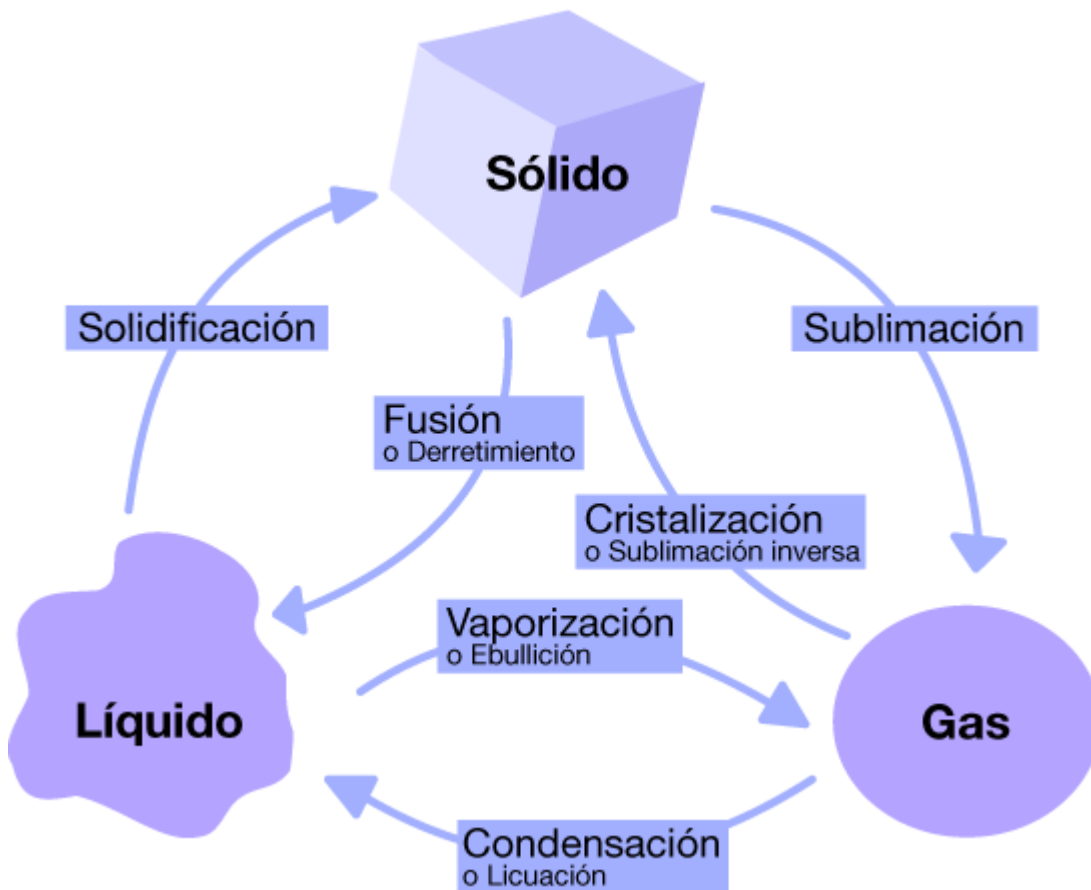 Sólido
Solidificación
Sublimación
Fusión
o Derretimiento
Cristalización
o Sublimación inversa
Vaporización
o Ebullición
Líquido
Gas
Condensación
o Licuación